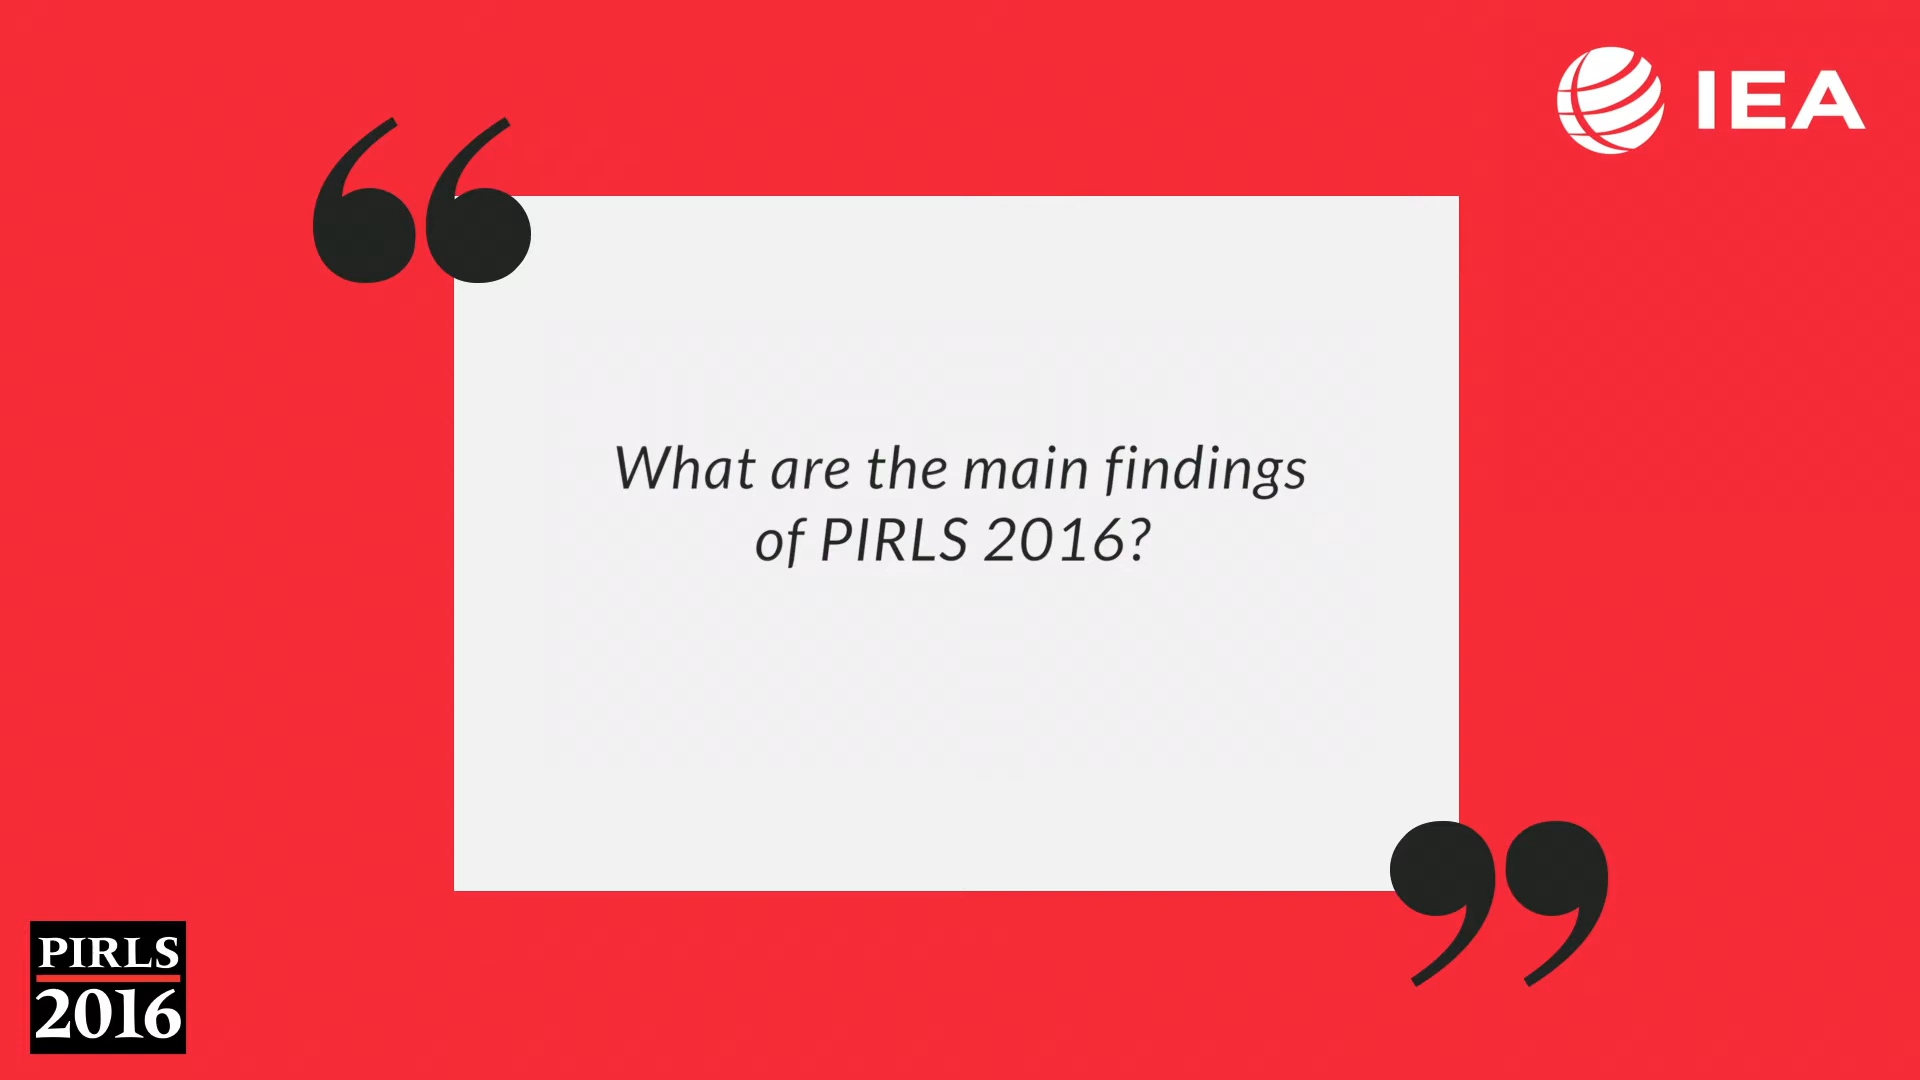 IEA
What are the main findings
of PIRLS 2016?
PIRLS
2016